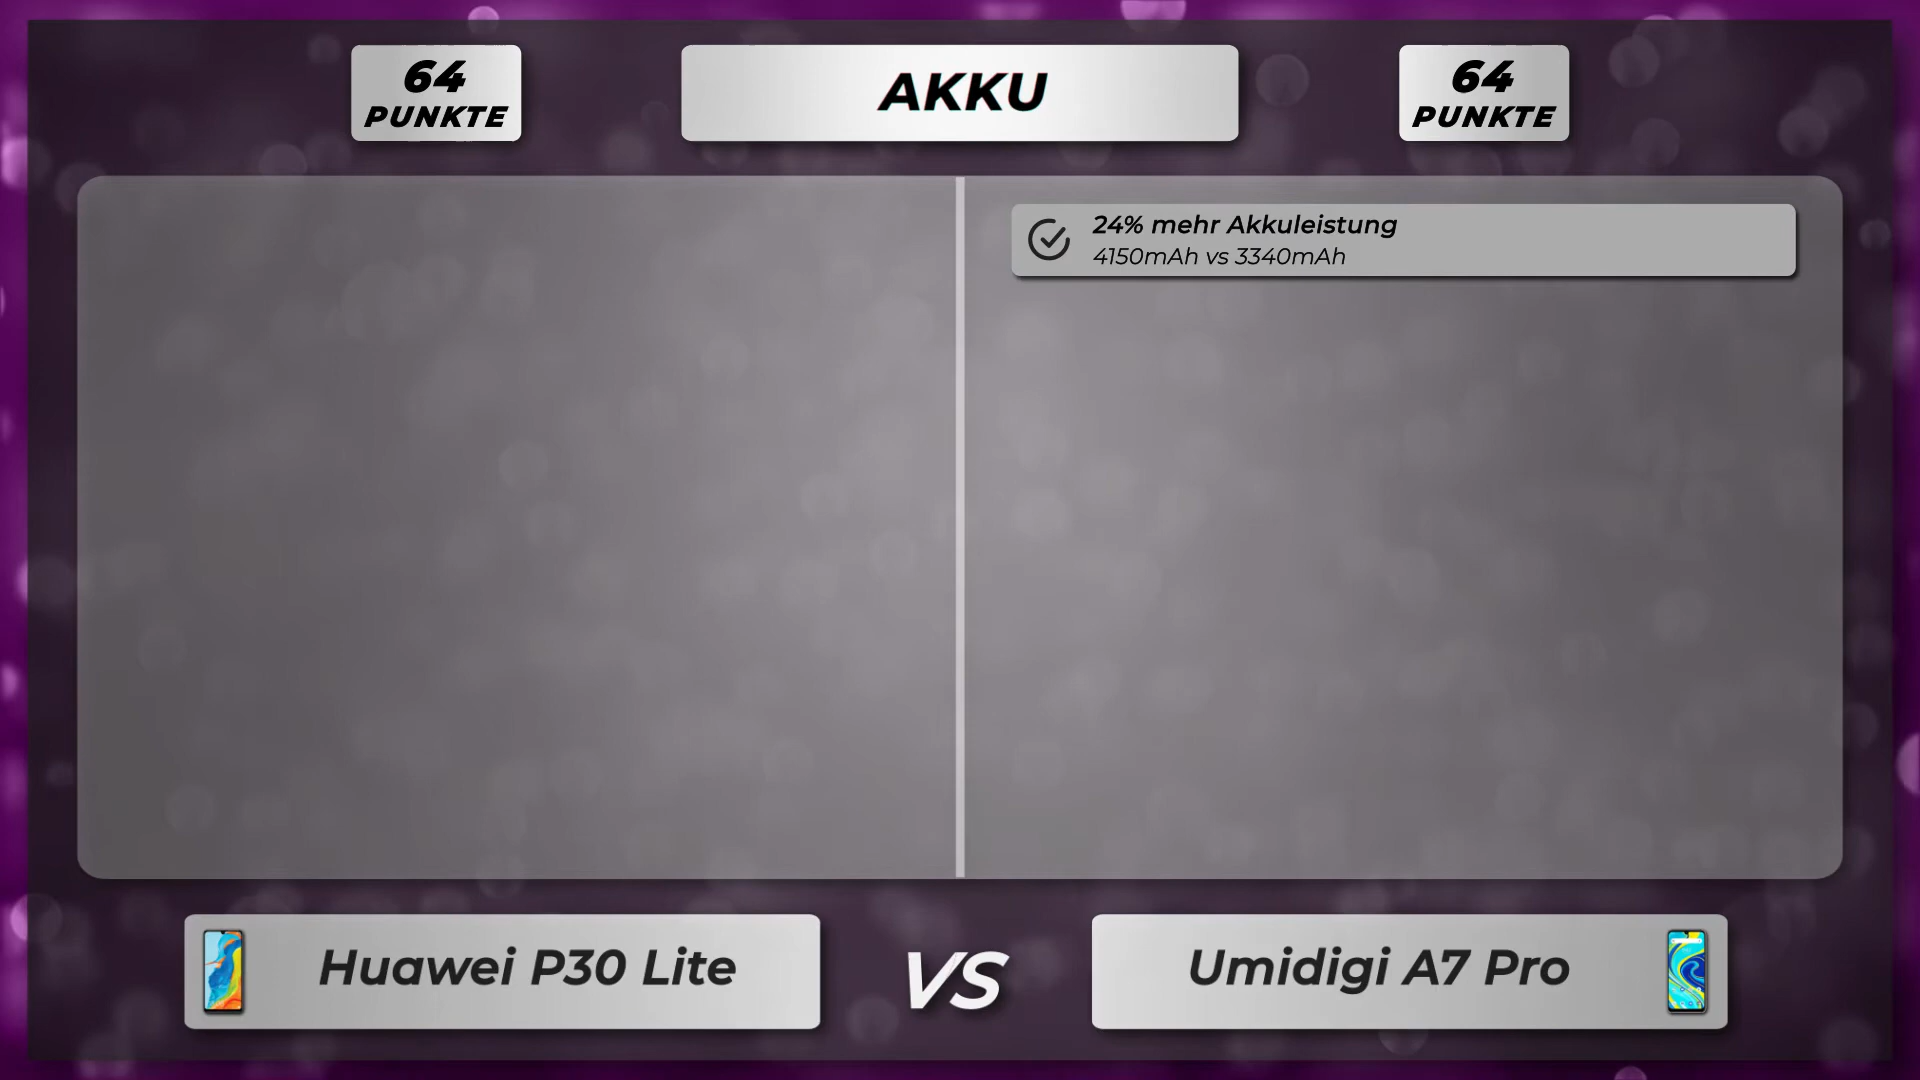 64
PUNKTE
AKKU
64
PUNKTE
24% mehr Akkuleistung
4150mAh vs 3340mAh
Huawei P30 Lite
VS
Umidigi A7 Pro